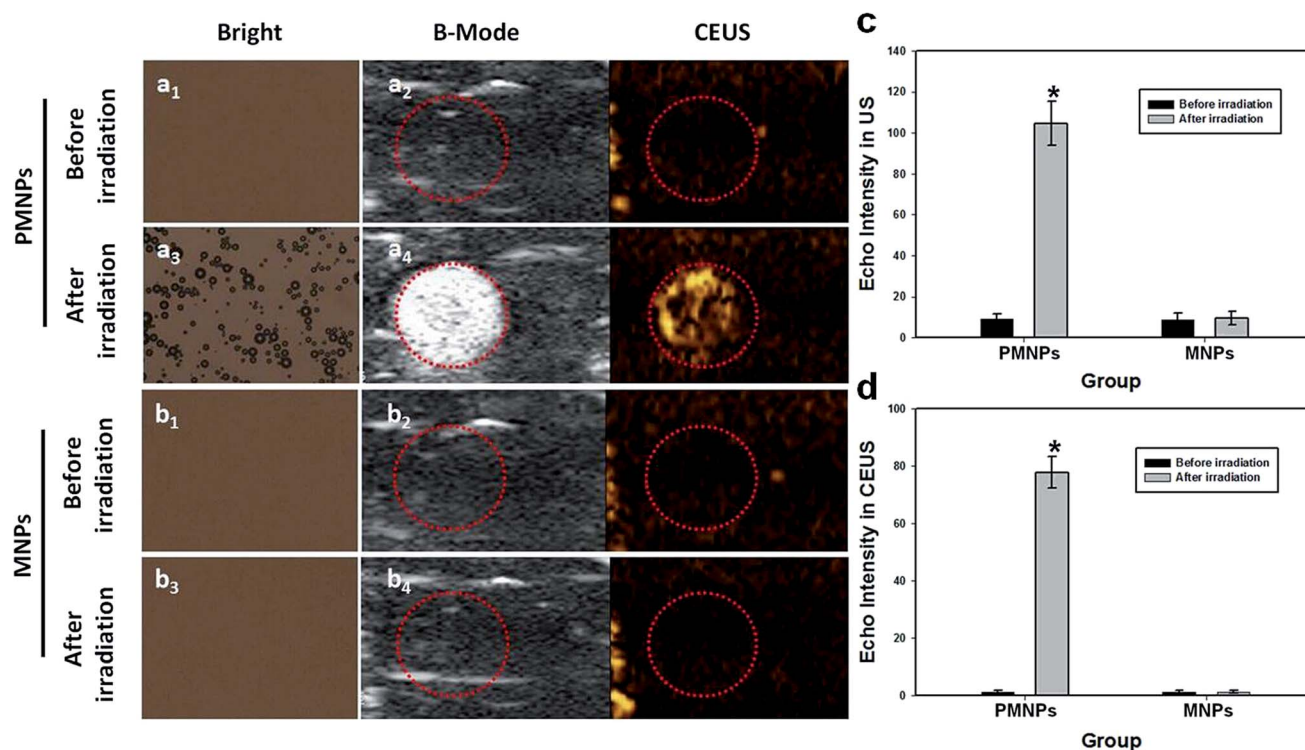 Bright B-Mode CEUS
PMNPs
Before
irradiation
a1 a2
After
irradiation
a3 a4
MNPs
Before
irradiation
b1 b2
After
irradiation
b3 b4
c
Echo Intensity in US
140
120
100
80
60
40
20
0
*
Before irradiation
After irradiation
PMNPs MNPs
Group
d
Echo Intensity in CEUS
100
80
60
40
20
0
*
Before irradiation
After irradiation
PMNPs MNPs
Group